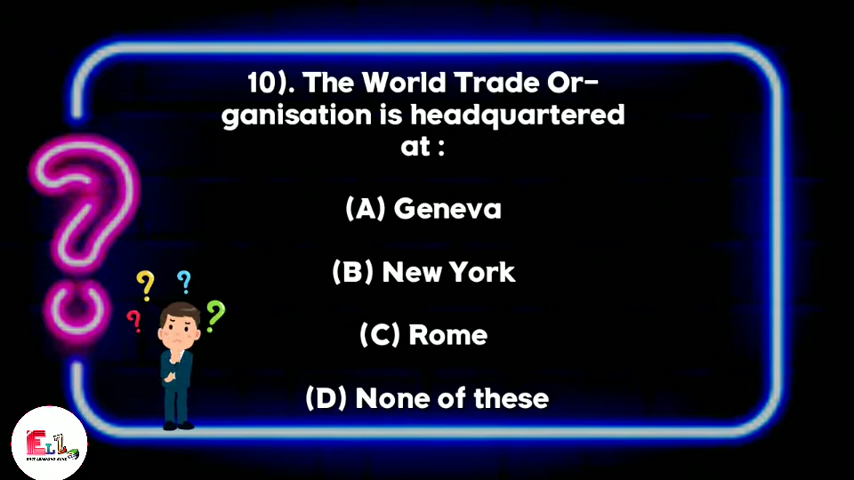 10). The World Trade Or-
ganisation is headquartered
at :
(A) Geneva
(B) New York
(C) Rome
(D) None of these